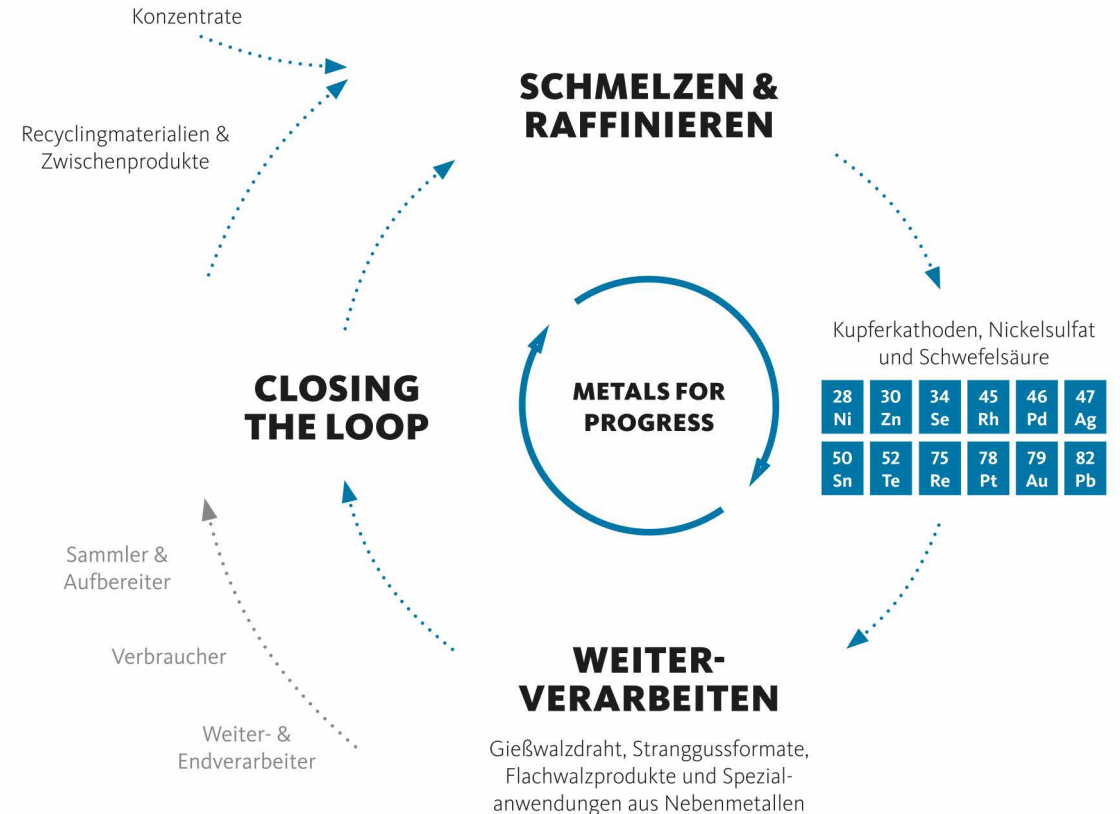 Konzentrate
SCHMELZEN &
RAFFINIEREN
Recyclingmaterialien &
Zwischenprodukte
Kupferkathoden, Nickelsulfat
und Schwefelsäure
28 30 34 45 46 47
Ni Zn Se Rh Pd Ag
50 52 75 78 79 82
Sn Te Re Pt Au Pb
METALS FOR
PROGRESS
CLOSING
THE LOOP
Sammler &
Aufbereiter
Verbraucher
Weiter- &
Endverarbeiter
WEITER-
VERARBEITEN
Gießwalzdraht, Stranggussformate,
Flachwalzprodukte und Spezial-
anwendungen aus Nebenmetallen